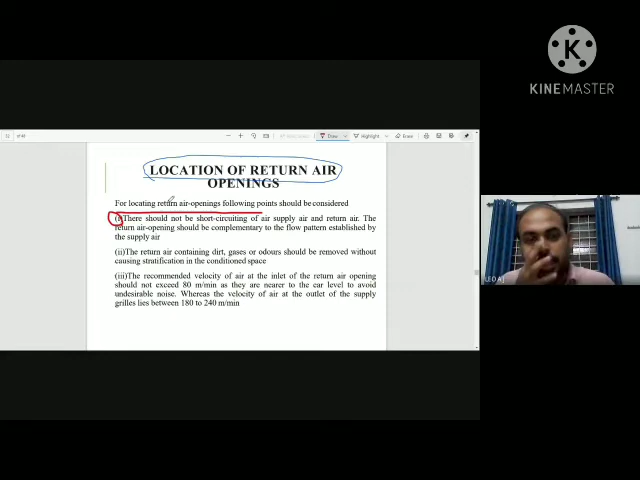 K
KINEMASTER
Draw
Highlight
Erase
LOCATION OF RETURN AIR
OPENINGS
For locating return air-openings following points should be considered
(i)There should not be short-circuiting of air supply air and return air. The
return air-opening should be complementary to the flow pattern established by
the supply air
(ii)The return air containing dirt, gases or odours should be removed without
causing stratification in the conditioned space
(iii)The recommended velocity of air at the inlet of the return air opening
should not exceed 80 m/min as they are nearer to the ear level to avoid
undesirable noise. Whereas the velocity of air at the outlet of the supply
grilles lies between 180 to 240 m/min